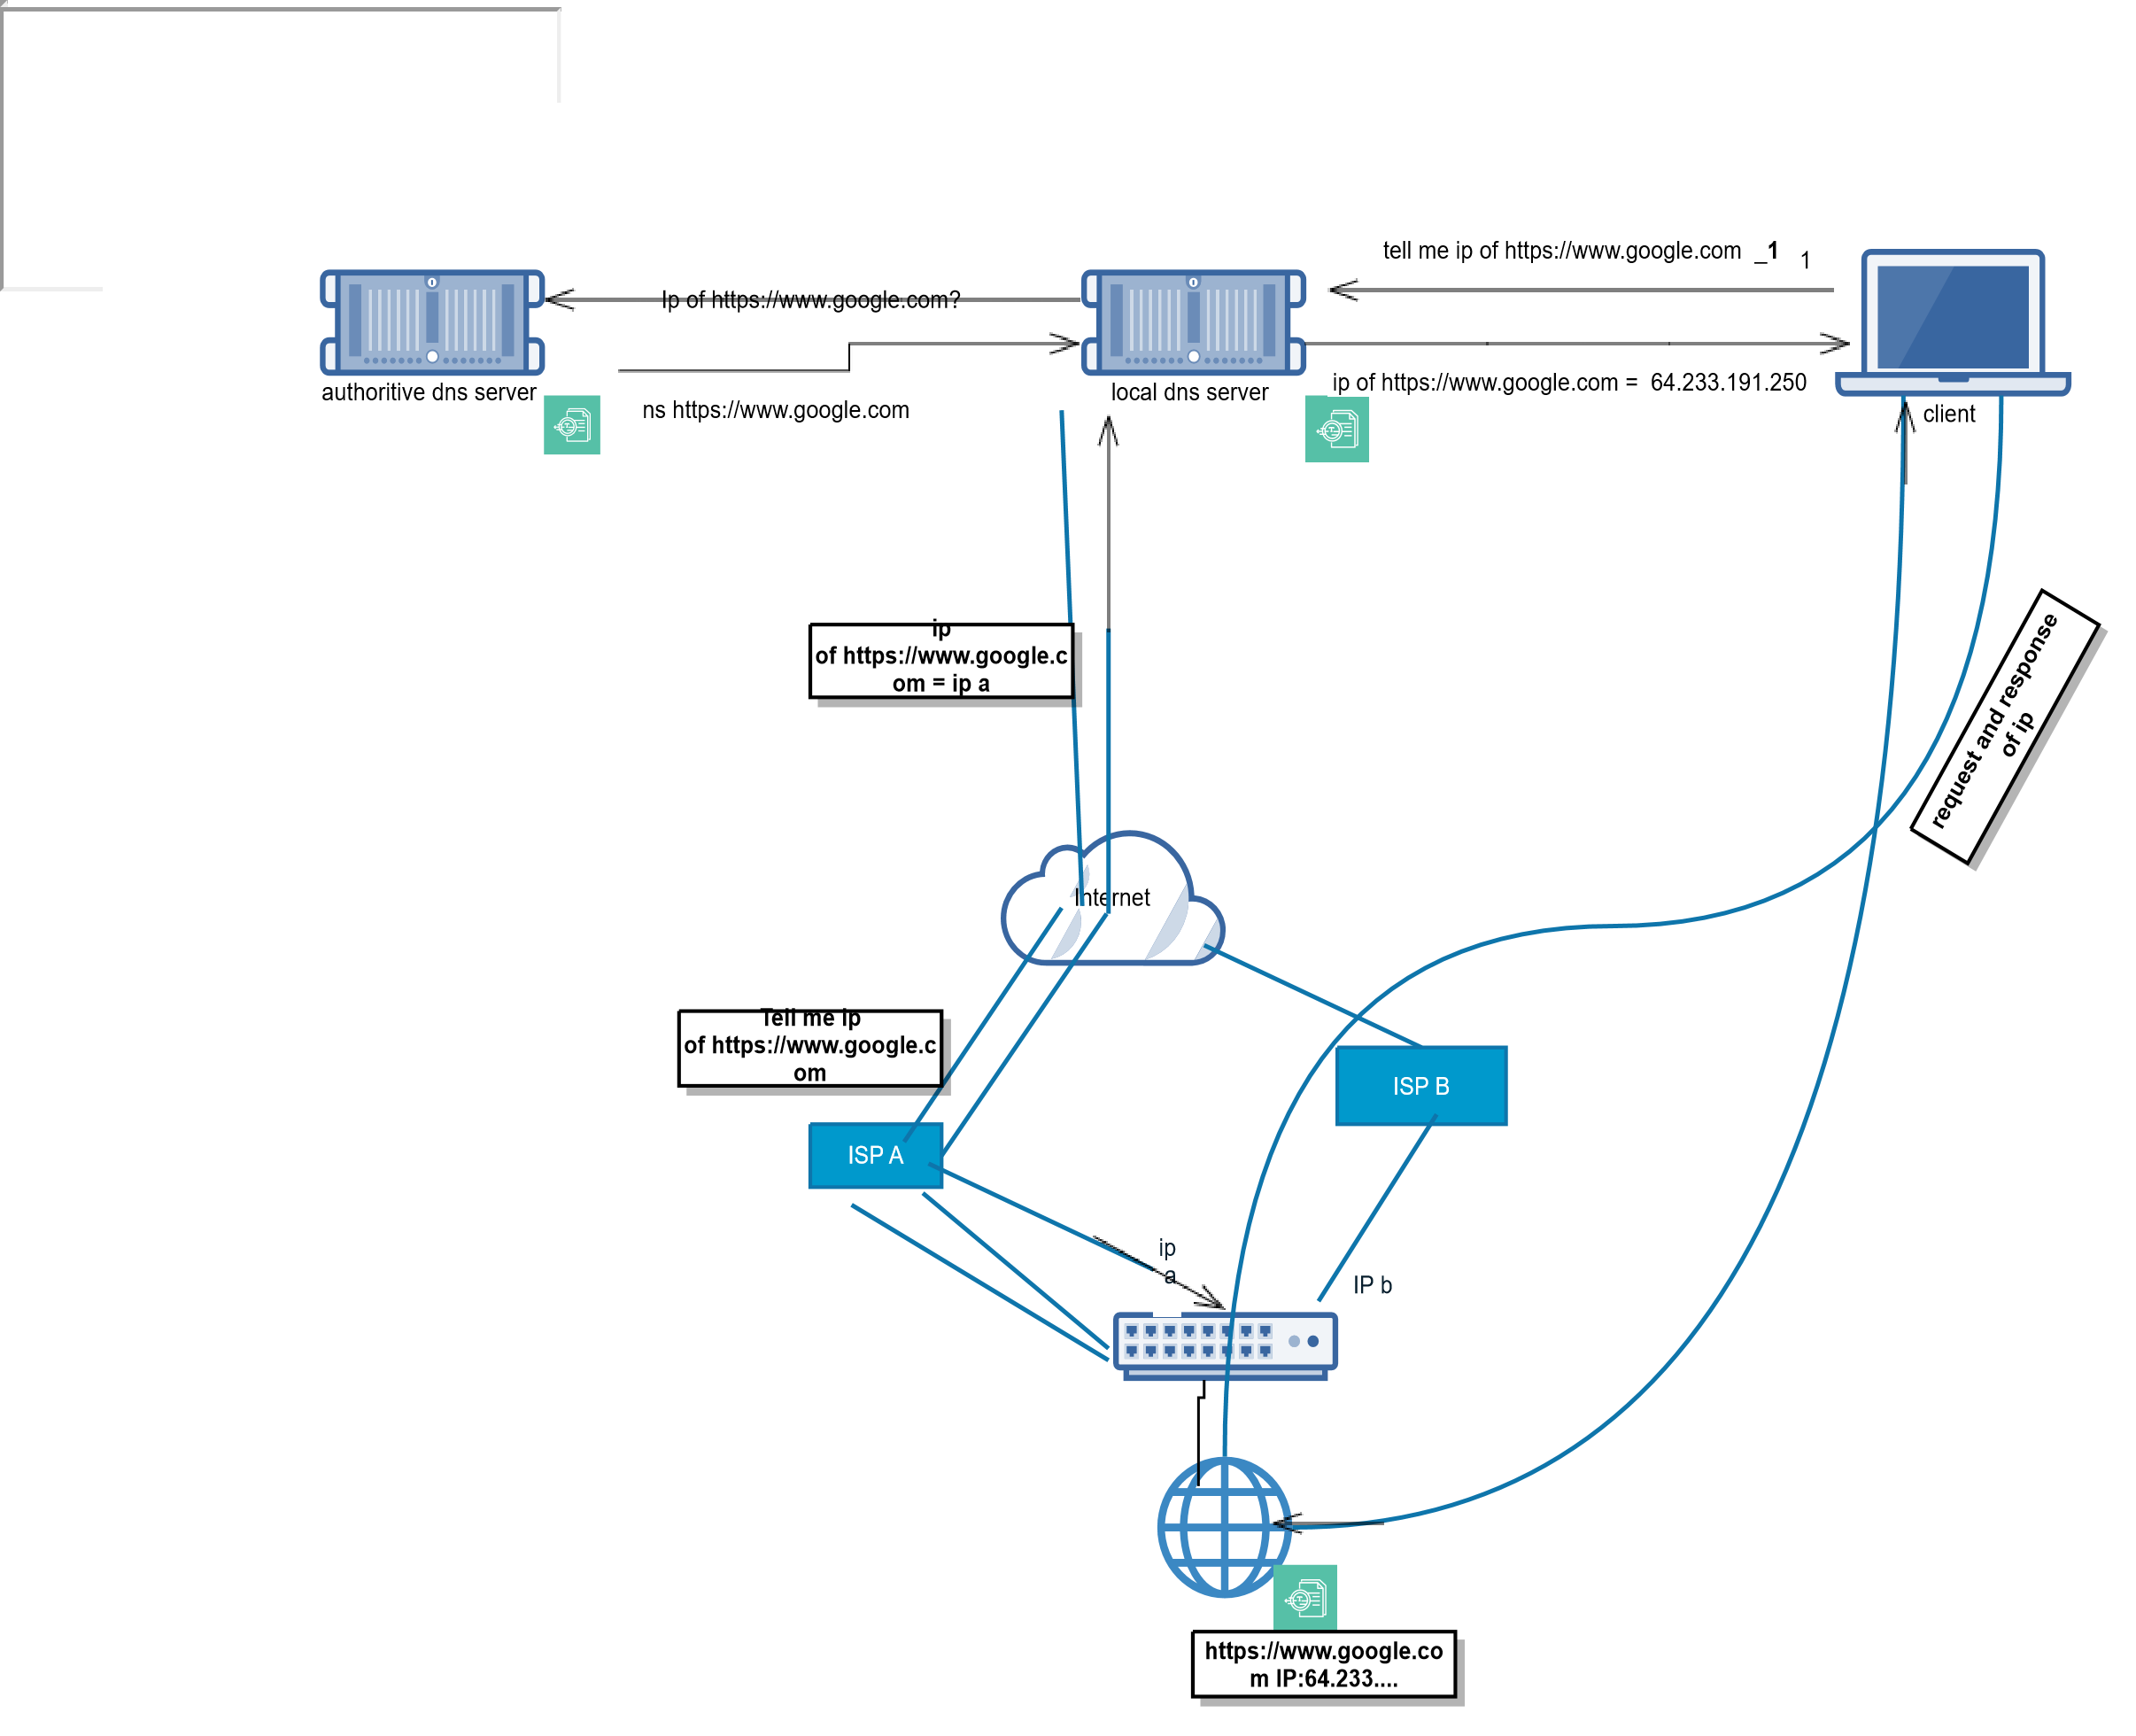 tell me ip of https://www.google.com _1
1
Ip of https://www.google.com?
authoritive dns server
local dns server
ip of https://www.google.com = 64.233.191.250
ns https://www.google.com
client
ip
of https://www.google.c
om = ip a
request and response
of ip
Internet
Tell me Ip
of https://www.google.c
om
ISP B
ISP A
ip
a
IP b
https://www.google.co
m IP:64.233....